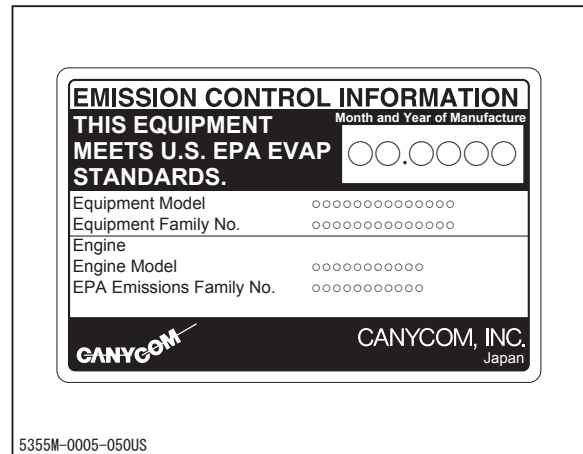 EMISSION CONTROL INFORMATION
THIS EQUIPMENT
MEETS U.S. EPA EVAP
STANDARDS.
Month and Year of Manufacture
○○.○○○○
Equipment Model ○○○○○○○○○○○○○○
Equipment Family No. ○○○○○○○○○○○○○○
Engine
Engine Model ○○○○○○○○○○○
EPA Emissions Family No. ○○○○○○○○○○○
CANYCOM
CANYCOM, INC.
Japan
5355M-0005-050US